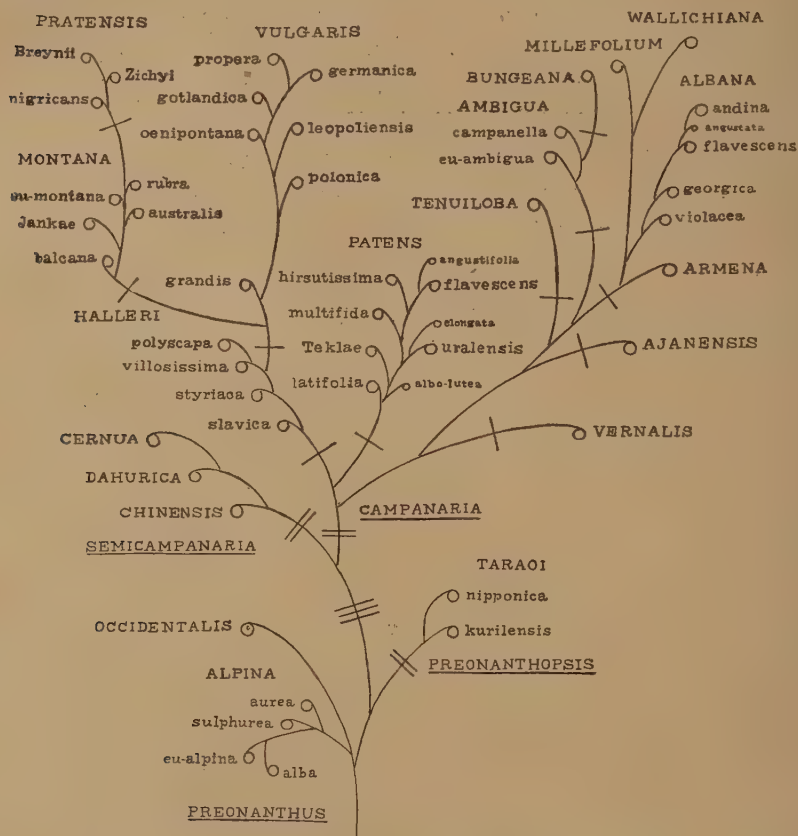 WALLICHIANA
PRATENSIS
VULGARIS
MILLEFOLIUM
Breynii
propera
Zichyi
germanica
BUNGEANA
ALBANA
nigricans
gotlandica
AMBIGUA
andina
oenipontana
leopoliensis
campanella
angustata
flavescens
MONTANA
eu-ambigua
rubra
polonica
georgica
eu-montana
TENUILOBA
violacea
Jankae
australis
PATENS
balcana
grandis
hirsutissima
angustifolia
flavescens
ARMENA
HALLERI
multifida
elongata
polyscapa
Teklae
uralensis
AJANENSIS
villosissima
styriaca
latifolia
albo-lutea
slavica
CERNUA
VERNALIS
DAHURICA
CHINENSIS
CAMPANARIA
SEMICAMPANARIA
TARAOI
nipponica
OCCIDENTALIS
kurilensis
ALPINA
PREONANTHOPSIS
aurea
sulphurea
eu-alpina
alba
PREONANTHUS